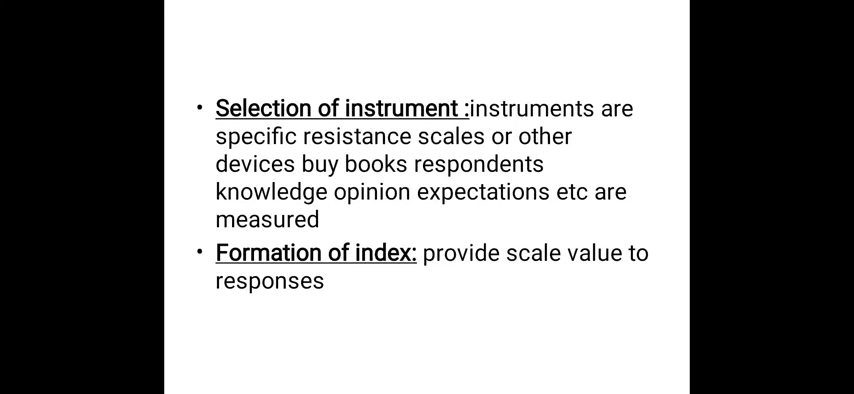 • Selection of instrument :instruments are
specific resistance scales or other
devices buy books respondents
knowledge opinion expectations etc are
measured
• Formation of index: provide scale value to
responses